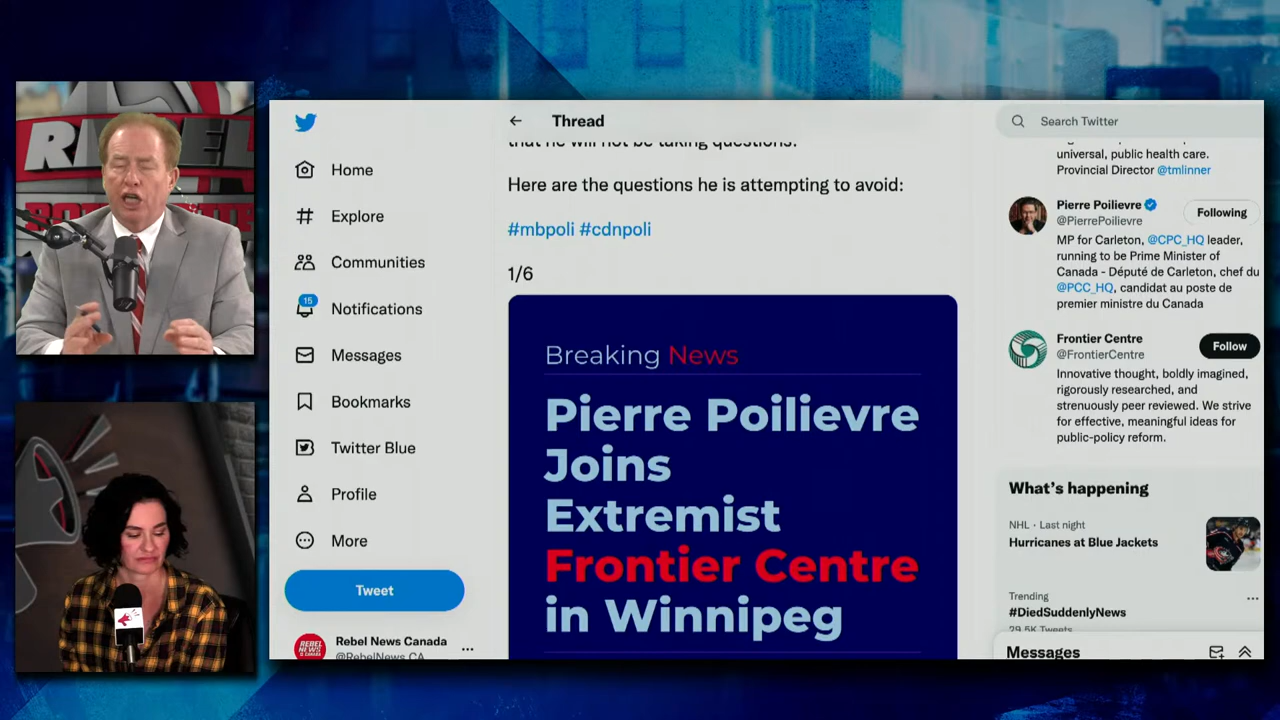 REBEL
Home
Explore
Communities
15
Notifications
Messages
Bookmarks
Twitter Blue
Profile
More
Tweet
REBEL
NEWS
Rebel News Canada
@RebelNews_CA
Thread
that he will not be taking questions.
Here are the questions he is attempting to avoid:
#mbpoli #cdnpoli
1/6
Breaking News
Pierre Poilievre
Joins
Extremist
Frontier Centre
in Winnipeg
Search Twitter
universal, public health care.
Provincial Director @tmlinner
Pierre Poilievre
@PierrePoilievre
Following
MP for Carleton, @CPC_HQ leader,
running to be Prime Minister of
Canada - Député de Carleton, chef du
@PCC_HQ, candidat au poste de
premier ministre du Canada
Frontier Centre
@FrontierCentre
Follow
Innovative thought, boldly imagined,
rigorously researched, and
strenuously peer reviewed. We strive
for effective, meaningful ideas for
public-policy reform.
What's happening
NHL · Last night
Hurricanes at Blue Jackets
Trending
#DiedSuddenlyNews
29.5K Tweets
Messages